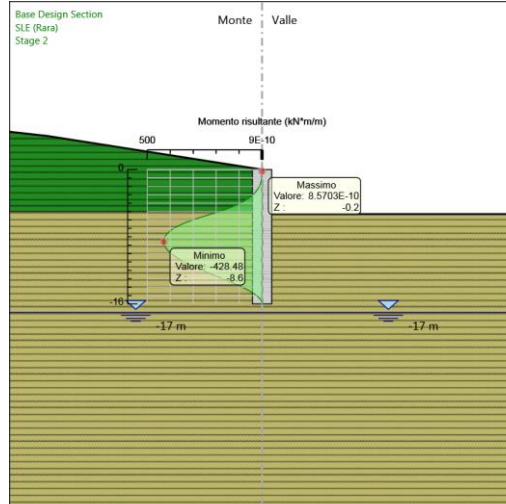 Base Design Section
SLE (Rara)
Stage 2
Monte Valle
Momento risultante (kN*m/m)
500 9E-10
0
Massimo
Valore: 8.5703E-10
Z : -0.2
Minimo
Valore: -428.48
Z : -8.6
-16
-17 m -17 m